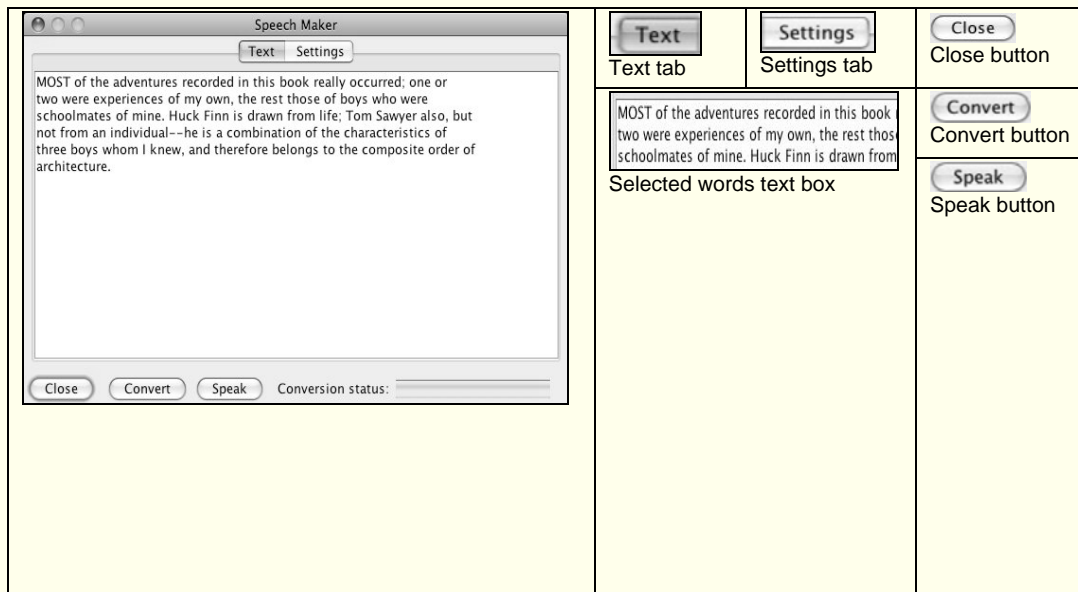 Speech Maker
Text Settings
MOST of the adventures recorded in this book really occurred; one or
two were experiences of my own, the rest those of boys who were
schoolmates of mine. Huck Finn is drawn from life; Tom Sawyer also, but
not from an individual--he is a combination of the characteristics of
three boys whom I knew, and therefore belongs to the composite order of
architecture.
Close Convert Speak Conversion status:
Text
Text tab
Settings
Settings tab
Close
Close button
MOST of the adventures recorded in this book
two were experiences of my own, the rest thos
schoolmates of mine. Huck Finn is drawn from
Selected words text box
Convert
Convert button
Speak
Speak button